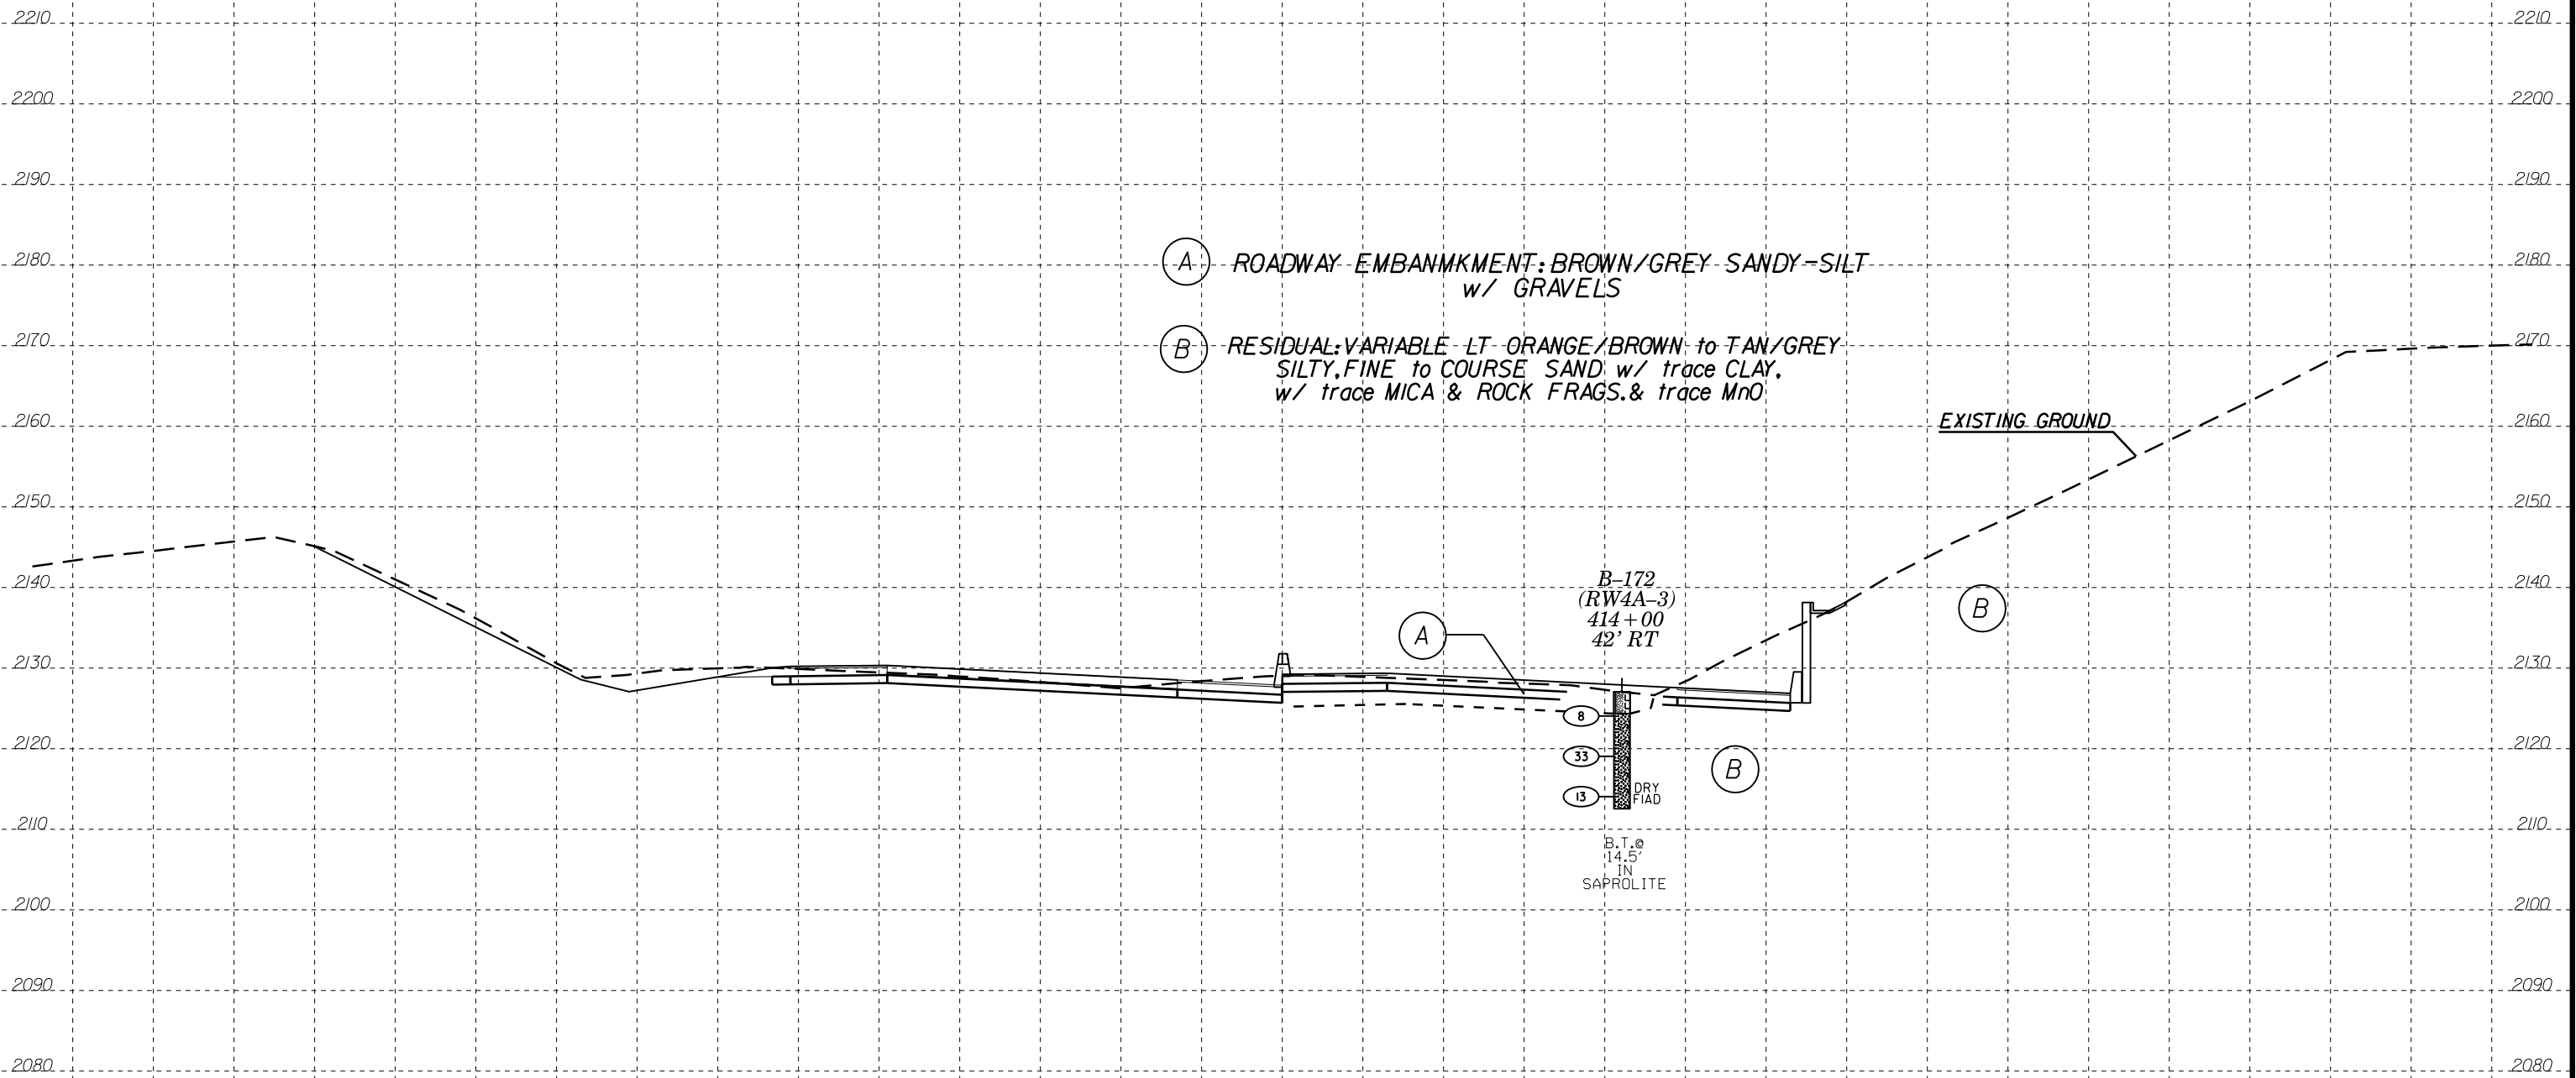 2210 2210
2200 2200
2190 2190
A ROADWAY EMBANMKMENT: BROWN/GREY SANDY-SILT
2180 2180
w/ GRAVELS
2170 B RESIDUAL: VARIABLE LT ORANGE/BROWN to TAN/GREY 2170
SILTY, FINE to COURSE SAND w/ trace CLAY,
w/ trace MICA & ROCK FRAGS. & trace MnO
2160 EXISTING GROUND 2160
2150 2150
2140 2140
B-172
(RW4A-3)
414+00
42' RT
A
B
2130 2130
8
2120 2120
33
B
13
DRY
FIAD
2110 2110
B.T.@
14.5'
IN
SAPROLITE
2100 2100
2090 2090
2080 2080